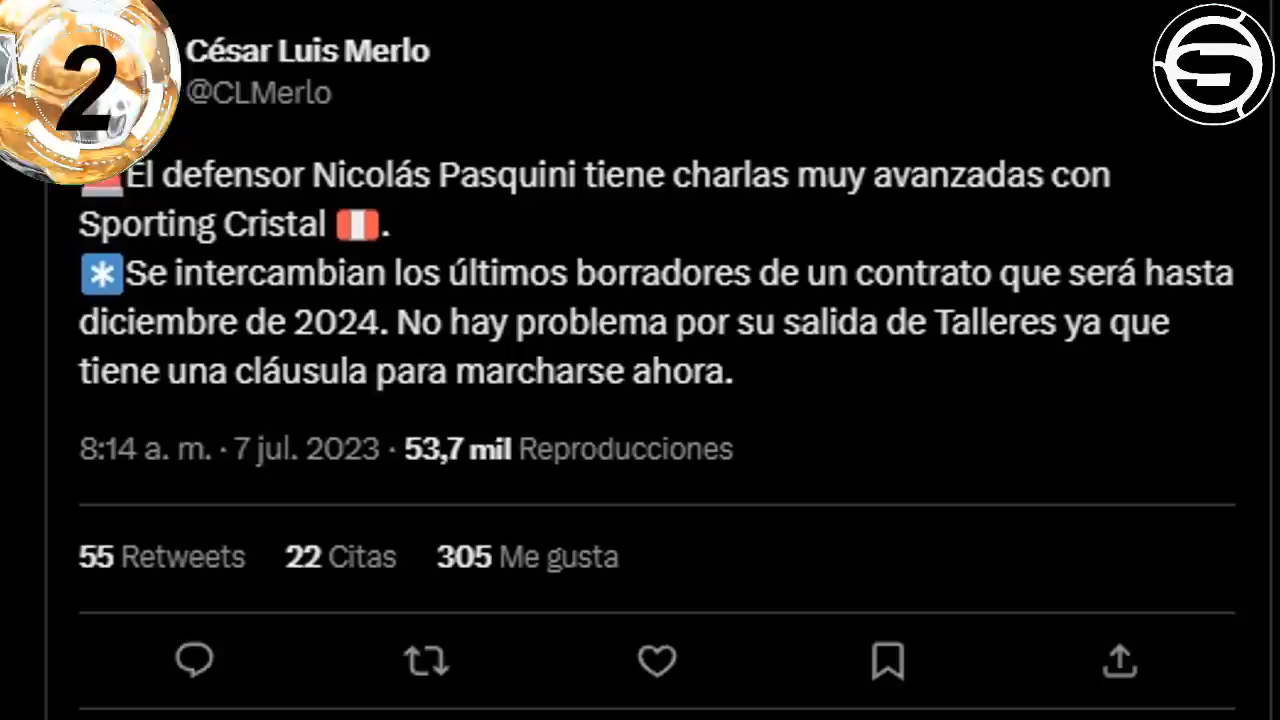 2
César Luis Merlo
@CLMerlo
El defensor Nicolás Pasquini tiene charlas muy avanzadas con
Sporting Cristal 🇵🇪.
*️⃣Se intercambian los últimos borradores de un contrato que será hasta
diciembre de 2024. No hay problema por su salida de Talleres ya que
tiene una cláusula para marcharse ahora.
8:14 a. m. · 7 jul. 2023 · 53,7 mil Reproducciones
55 Retweets 22 Citas 305 Me gusta